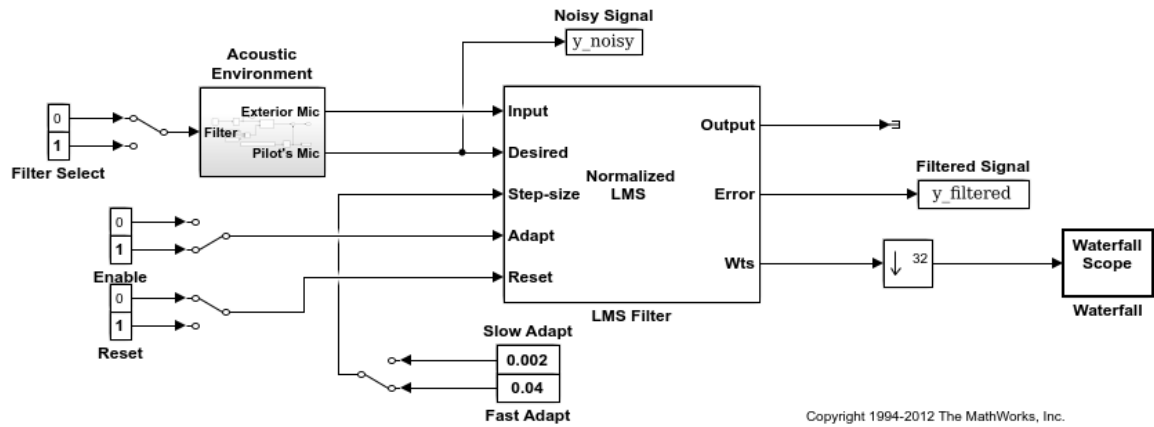 Noisy Signal
y_noisy
Acoustic
Environment
Exterior Mic
Filter
Pilot's Mic
0
1
Filter Select
Input
Desired
Step-size
Adapt
Reset
Normalized
LMS
Output
Error
Wts
LMS Filter
Filtered Signal
y_filtered
32
Waterfall
Scope
Waterfall
0
1
Enable
0
1
Reset
Slow Adapt
0.002
0.04
Fast Adapt
Copyright 1994-2012 The MathWorks, Inc.